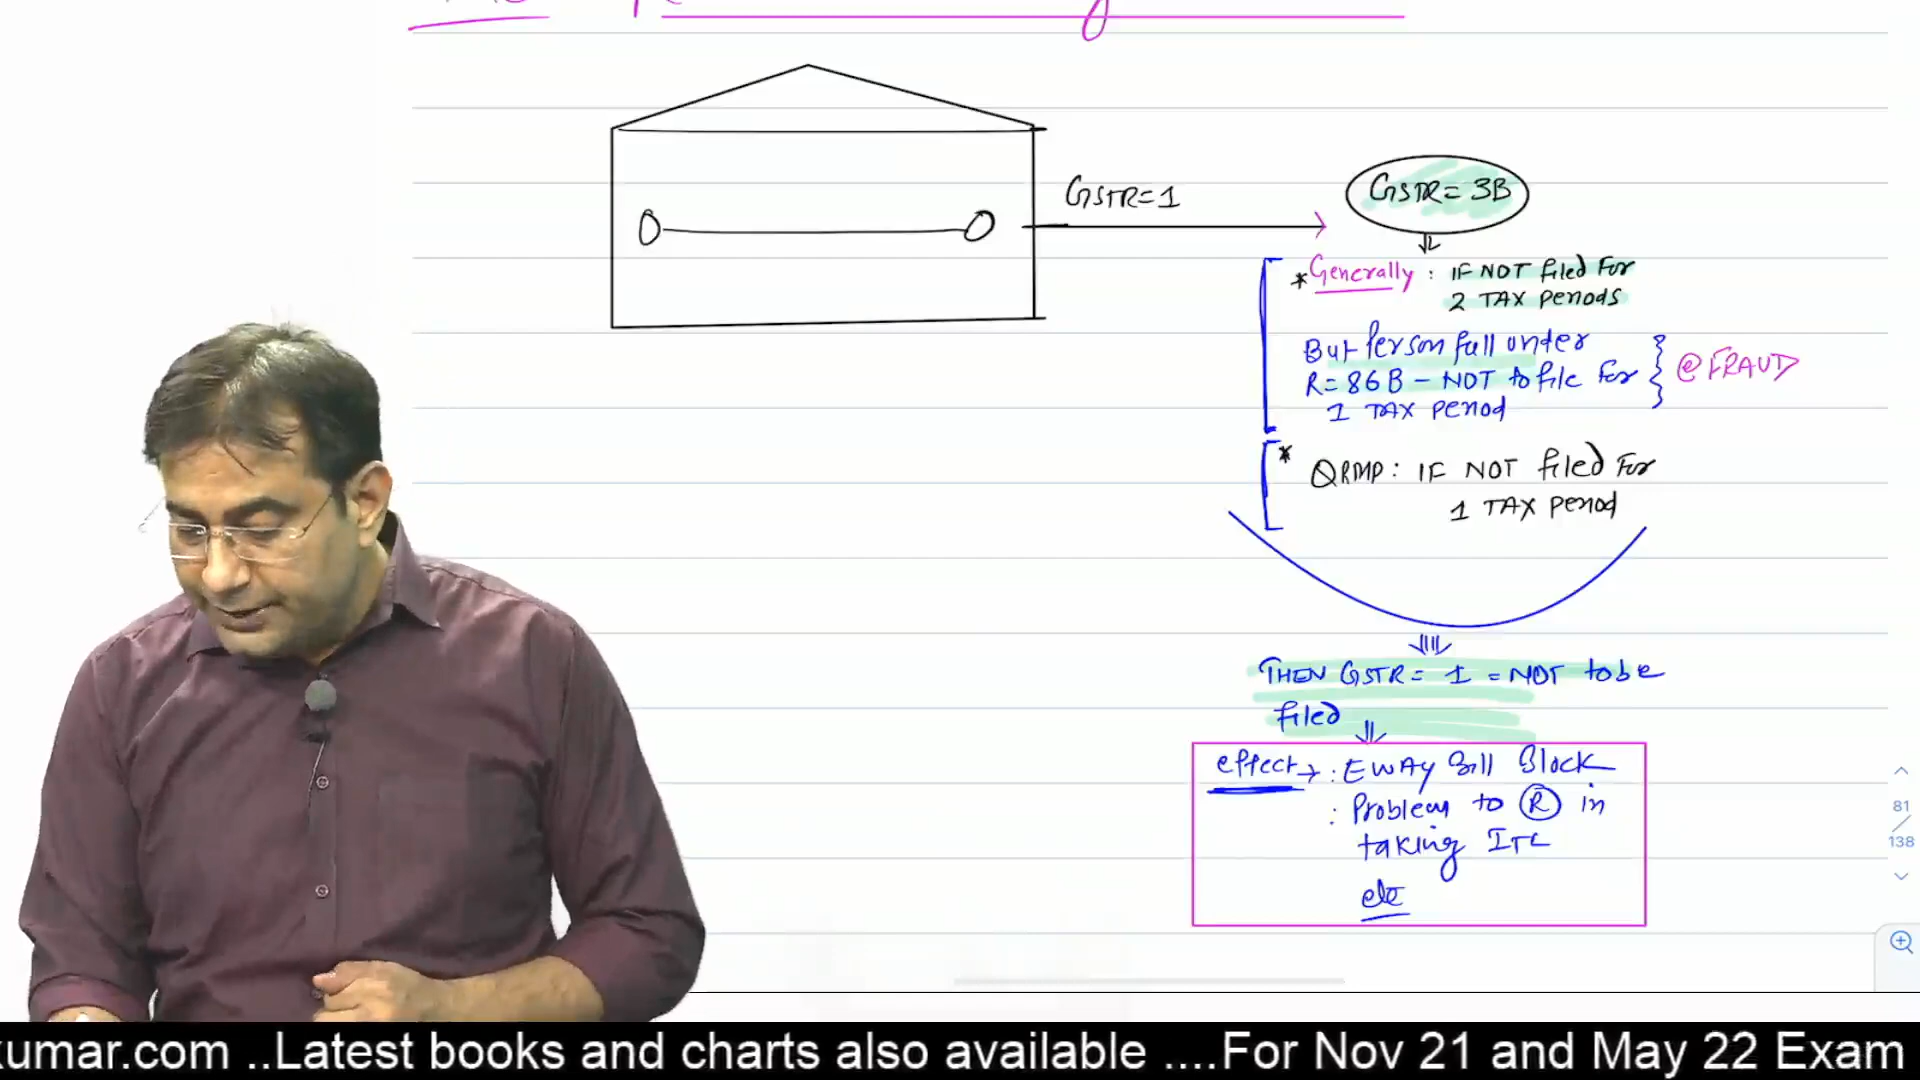 GSTR=1
GSTR= 3B
*Generally : IF NOT filed For
2 TAX Periods
But Person fall under
R=86B - NOT to file For
1 TAX Period
@FRAUD
* QRMP: IF NOT filed For
1 TAX Period
THEN GSTR= 1 = NOT to be
filed
effect→ : EWAy Bill Block
: Problem to R in
taking ITC
etc
81
138
kumar.com ..Latest books and charts also available ....For Nov 21 and May 22 Exam